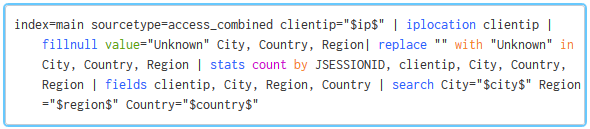 index=main sourcetype=access_combined clientip="$ip$" | iplocation clientip |
fillnull value="Unknown" City, Country, Region| replace "" with "Unknown" in
City, Country, Region | stats count by JSESSIONID, clientip, City, Country,
Region | fields clientip, City, Region, Country | search City="$city$" Region
="$region$" Country="$country$"